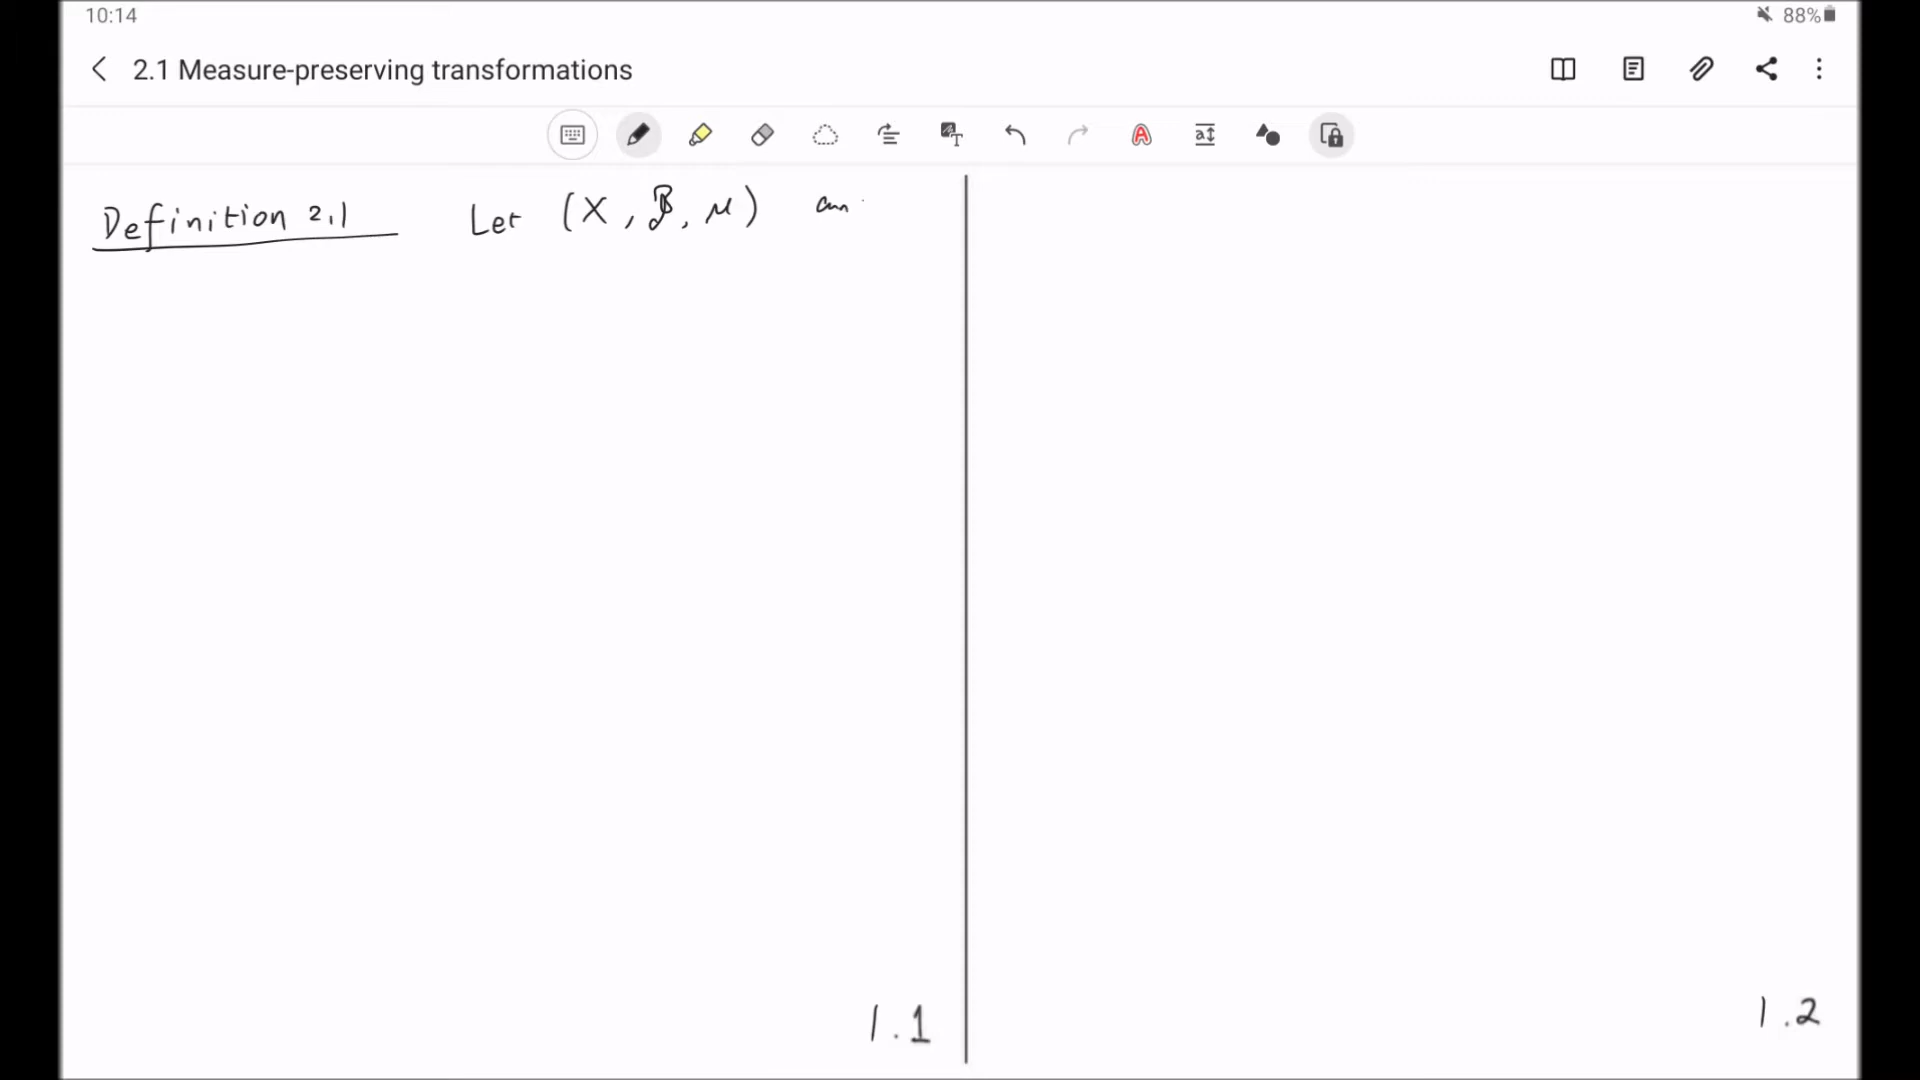 10:14
88%
2.1 Measure-preserving transformations
Definition 2.1 Let (X, ℬ, μ)
1.1
1.2